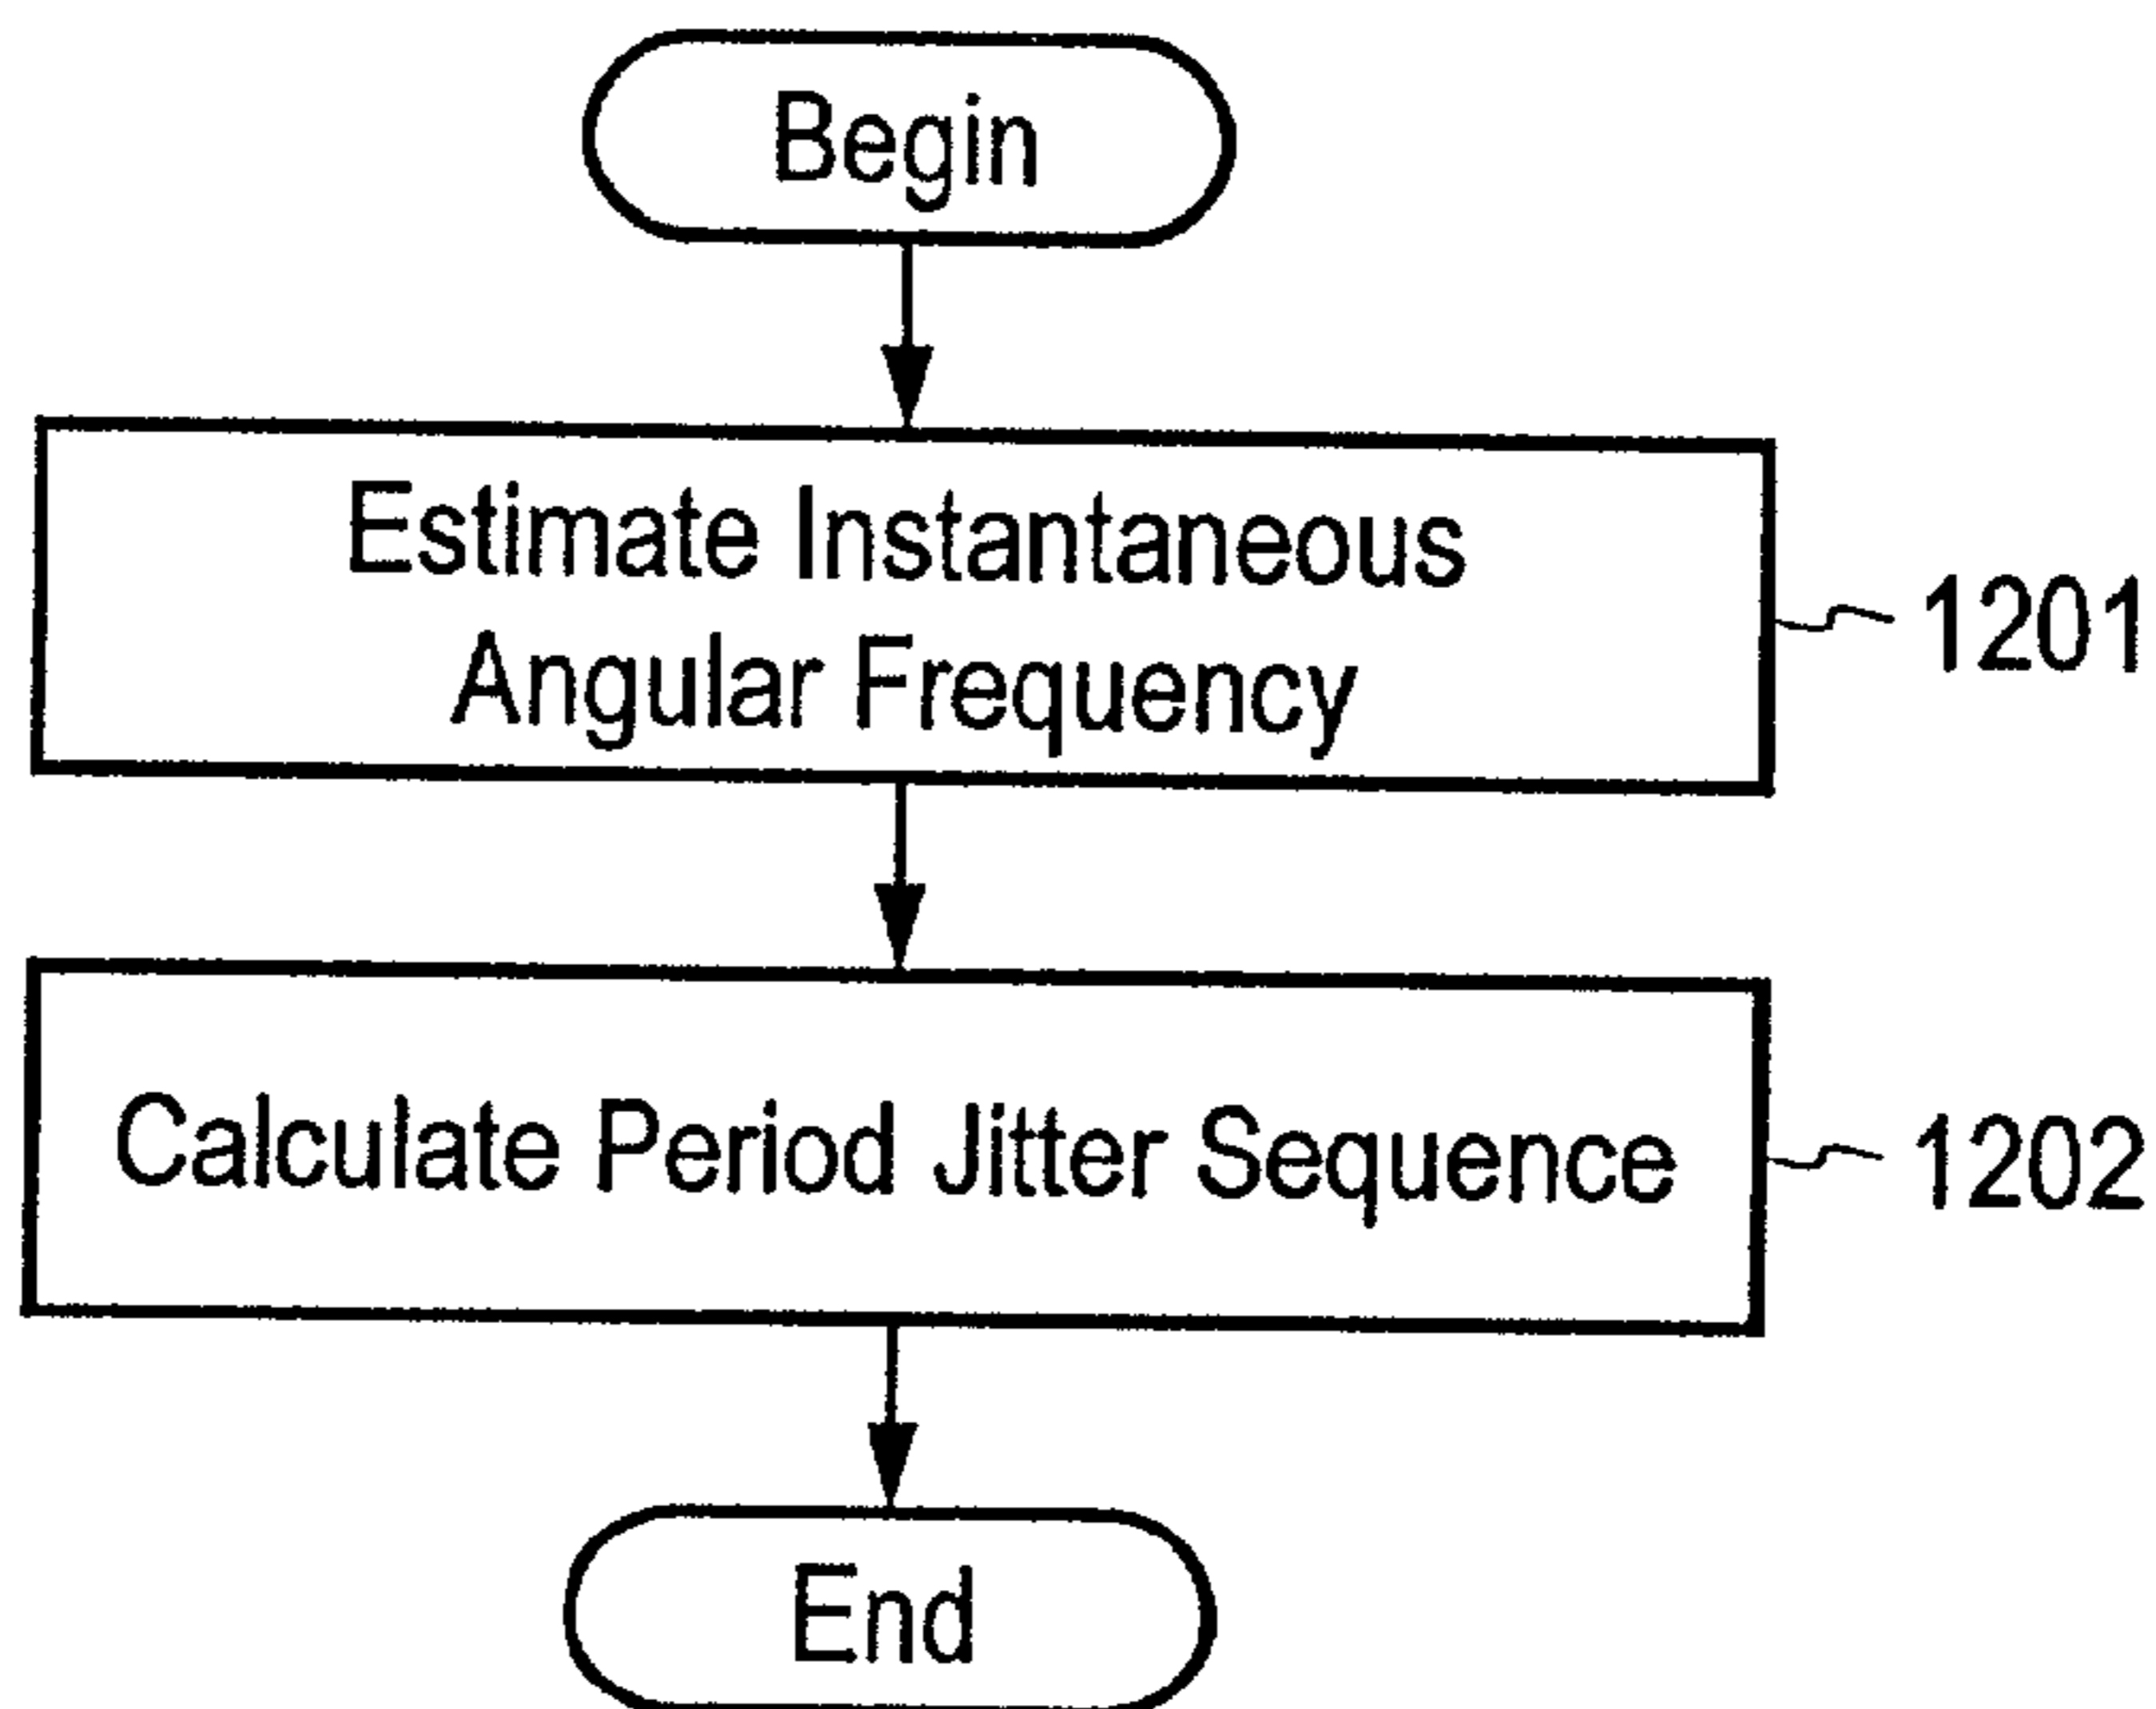 Begin
Estimate Instantaneous
Angular Frequency
1201
Calculate Period Jitter Sequence
1202
End